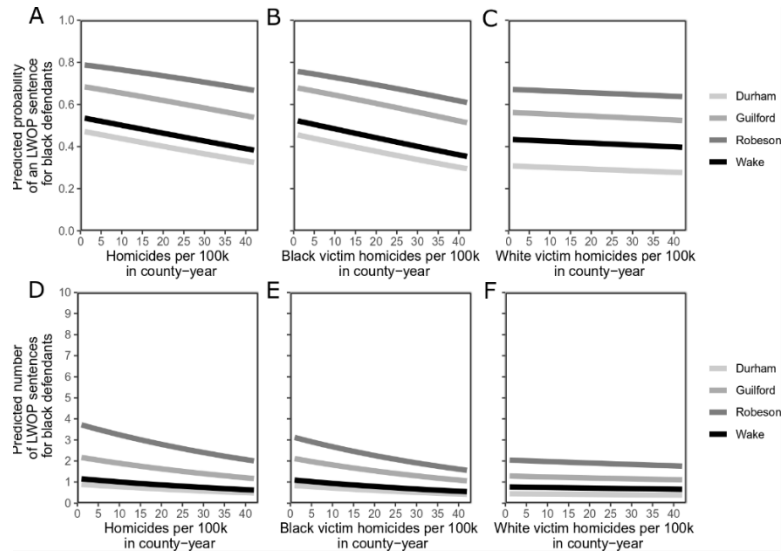 A
B
C
Predicted probability
of an LWOP sentence
for black defendants
1.0
0.8
0.6
0.4
0.2
0.0
0 5 10 15 20 25 30 35 40
Homicides per 100k
in county-year
0 5 10 15 20 25 30 35 40
Black victim homicides per 100k
in county-year
0 5 10 15 20 25 30 35 40
White victim homicides per 100k
in county-year
Durham
Guilford
Robeson
Wake
D
E
F
Predicted number
of LWOP sentences
for black defendants
10
9
8
7
6
5
4
3
2
1
0
0 5 10 15 20 25 30 35 40
Homicides per 100k
in county-year
0 5 10 15 20 25 30 35 40
Black victim homicides per 100k
in county-year
0 5 10 15 20 25 30 35 40
White victim homicides per 100k
in county-year
Durham
Guilford
Robeson
Wake